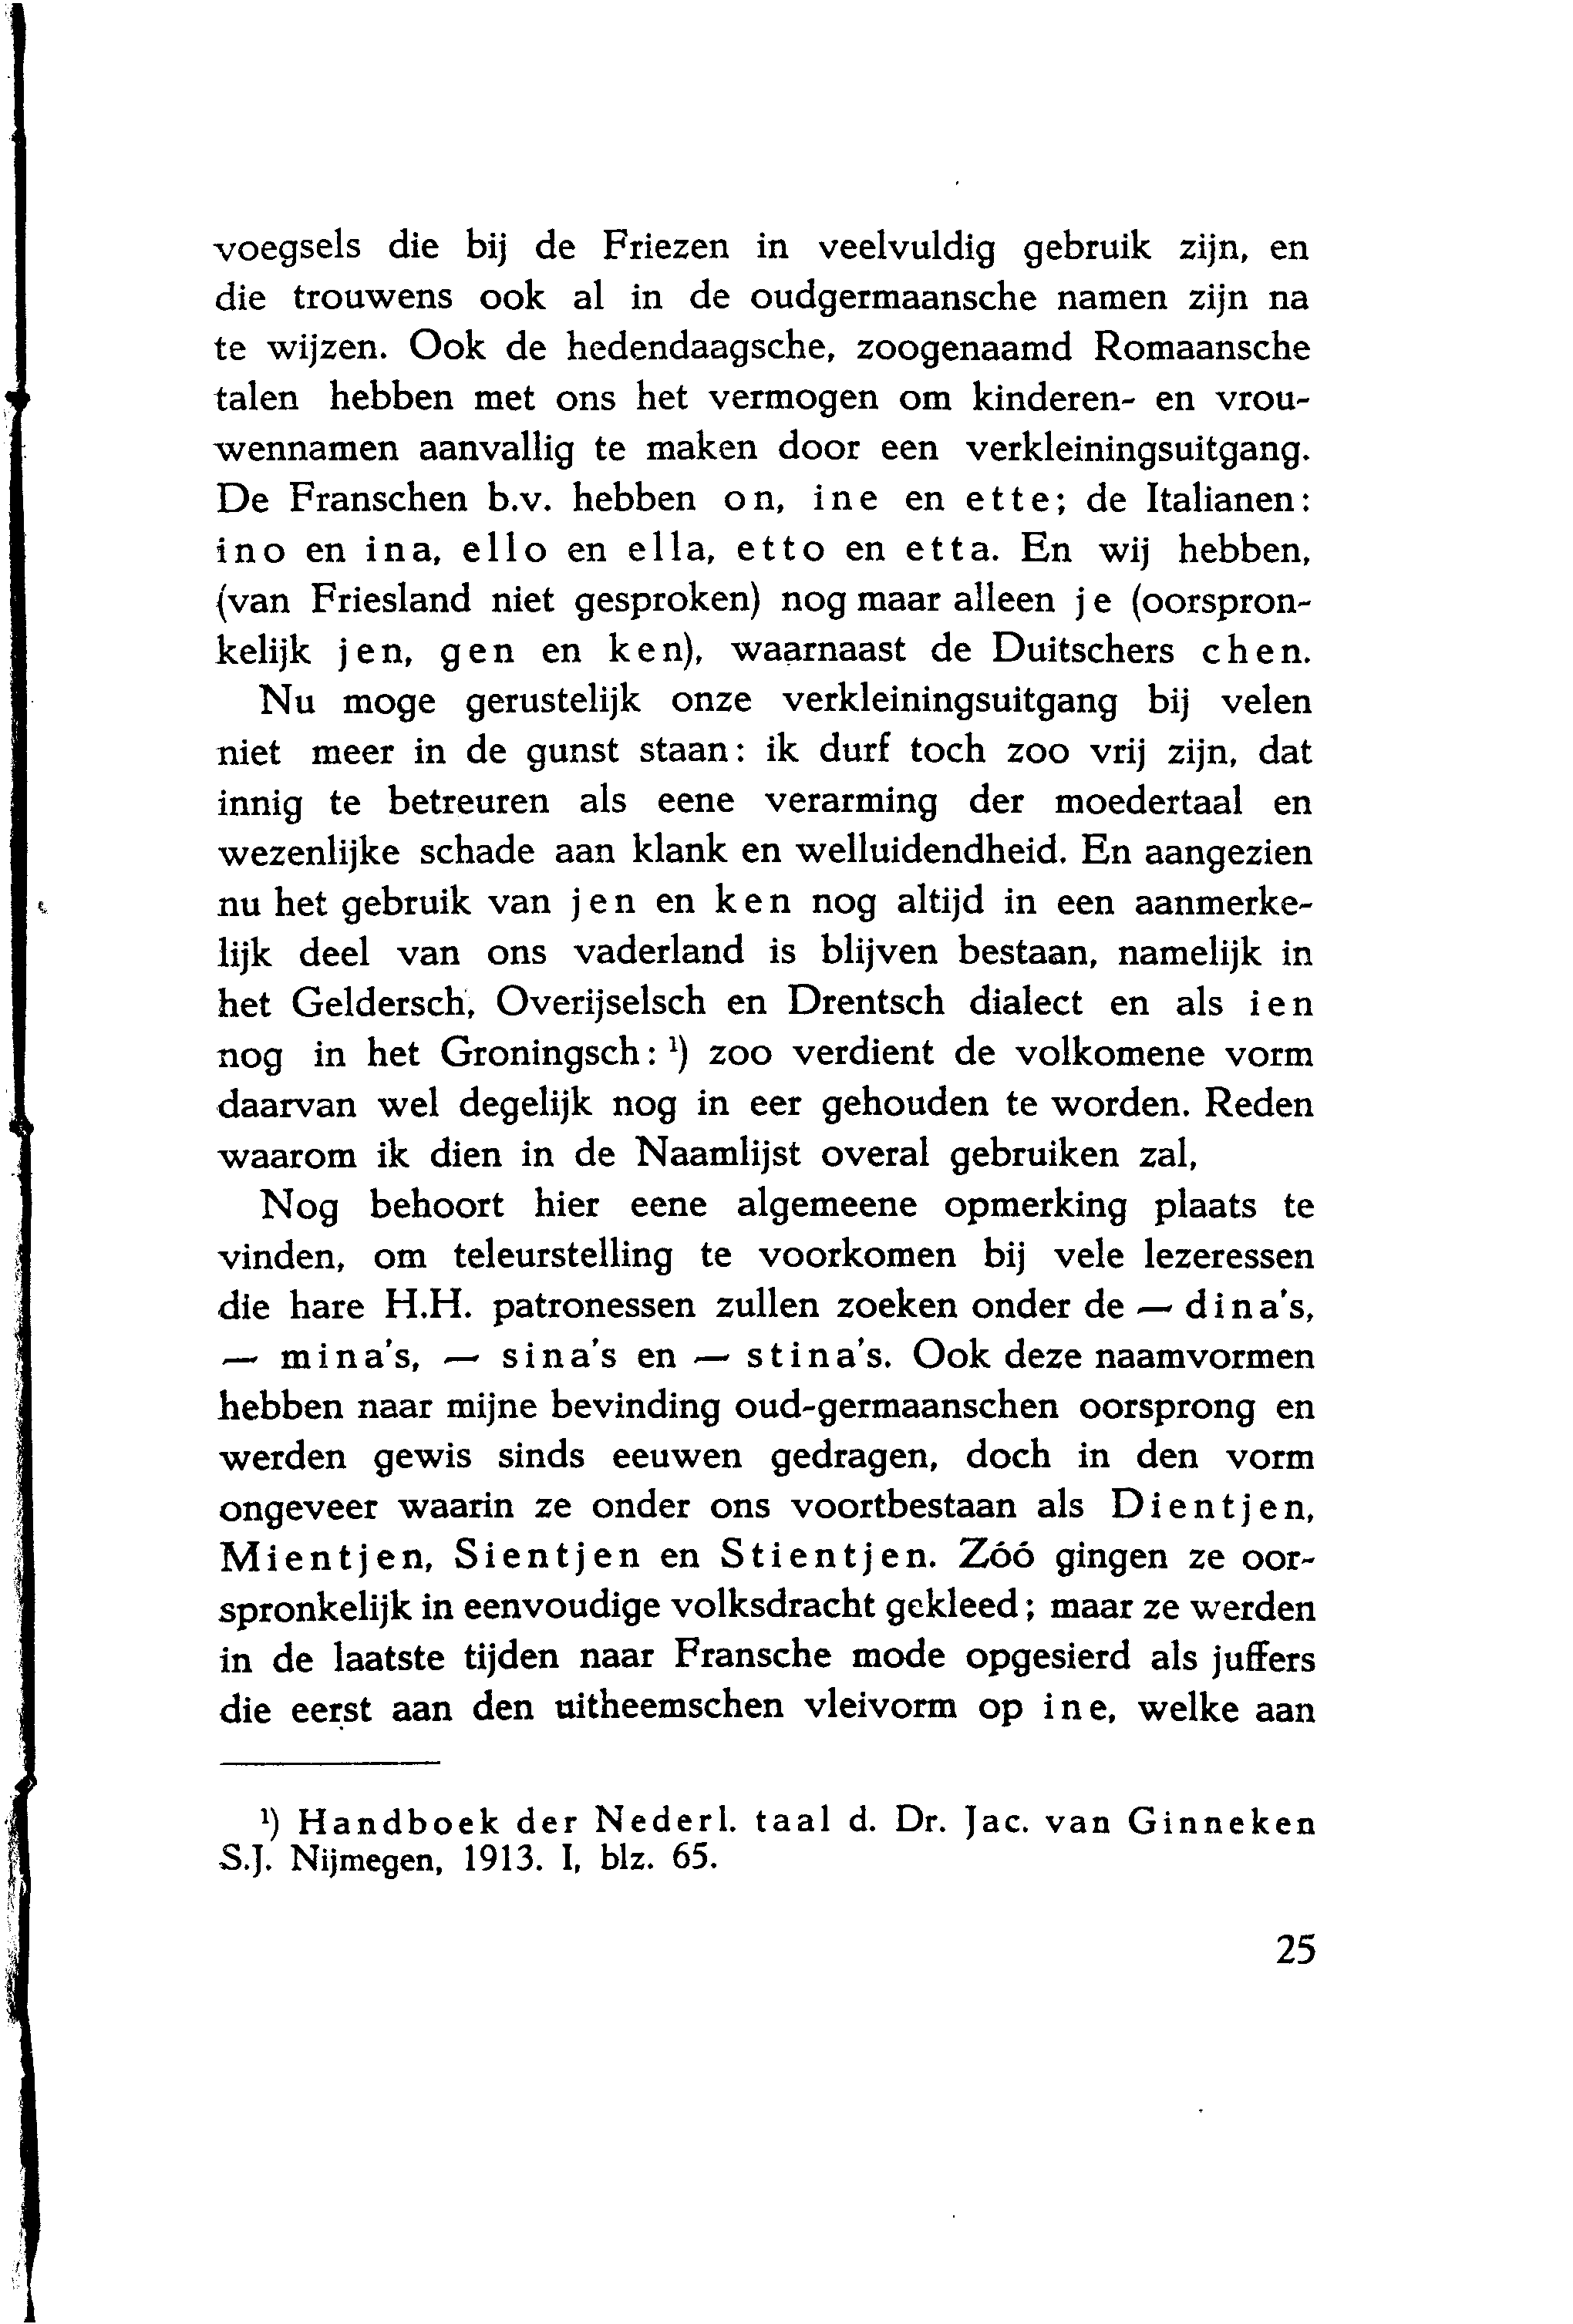 voegsels die bij de Friezen in veelvuldig gebruik zijn, en
die trouwens ook al in de oudgermaansche namen zijn na
te wijzen. Ook de hedendaagsche, zoogenaamd Romaansche
talen hebben met ons het vermogen om kinderen- en vrou-
wennamen aanvallig te maken door een verkleiningsuitgang.
De Franschen b.v. hebben on, ine en ette; de Italianen:
ino en ina, ello en ella, etto en etta. En wij hebben,
(van Friesland niet gesproken) nog maar alleen je (oorspron-
kelijk jen, gen en ken), waarnaast de Duitschers chen.
Nu moge gerustelijk onze verkleiningsuitgang bij velen
niet meer in de gunst staan: ik durf toch zoo vrij zijn, dat
innig te betreuren als eene verarming der moedertaal en
wezenlijke schade aan klank en welluidendheid. En aangezien
nu het gebruik van jen en ken nog altijd in een aanmerke-
lijk deel van ons vaderland is blijven bestaan, namelijk in
het Geldersch, Overijselsch en Drentsch dialect en als ien
nog in het Groningsch: ¹) zoo verdient de volkomene vorm
daarvan wel degelijk nog in eer gehouden te worden. Reden
waarom ik dien in de Naamlijst overal gebruiken zal,
Nog behoort hier eene algemeene opmerking plaats te
vinden, om teleurstelling te voorkomen bij vele lezeressen
die hare H.H. patronessen zullen zoeken onder de — dina's,
— mina's, — sina's en — stina's. Ook deze naamvormen
hebben naar mijne bevinding oud-germaanschen oorsprong en
werden gewis sinds eeuwen gedragen, doch in den vorm
ongeveer waarin ze onder ons voortbestaan als Dientjen,
Mientjen, Sientjen en Stientjen. Zóó gingen ze oor-
spronkelijk in eenvoudige volksdracht gekleed; maar ze werden
in de laatste tijden naar Fransche mode opgesierd als juffers
die eerst aan den uitheemschen vleivorm op ine, welke aan
¹) Handboek der Nederl. taal d. Dr. Jac. van Ginneken
S.J. Nijmegen, 1913. I, blz. 65.
25